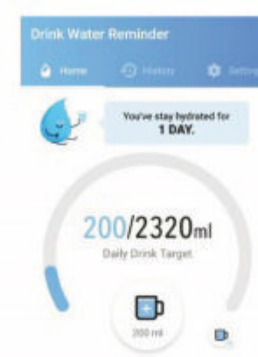 Drink Water Reminder
Home History Setting
You've stay hydrated for
1 DAY.
200/2320ml
Daily Drink Target
200 ml